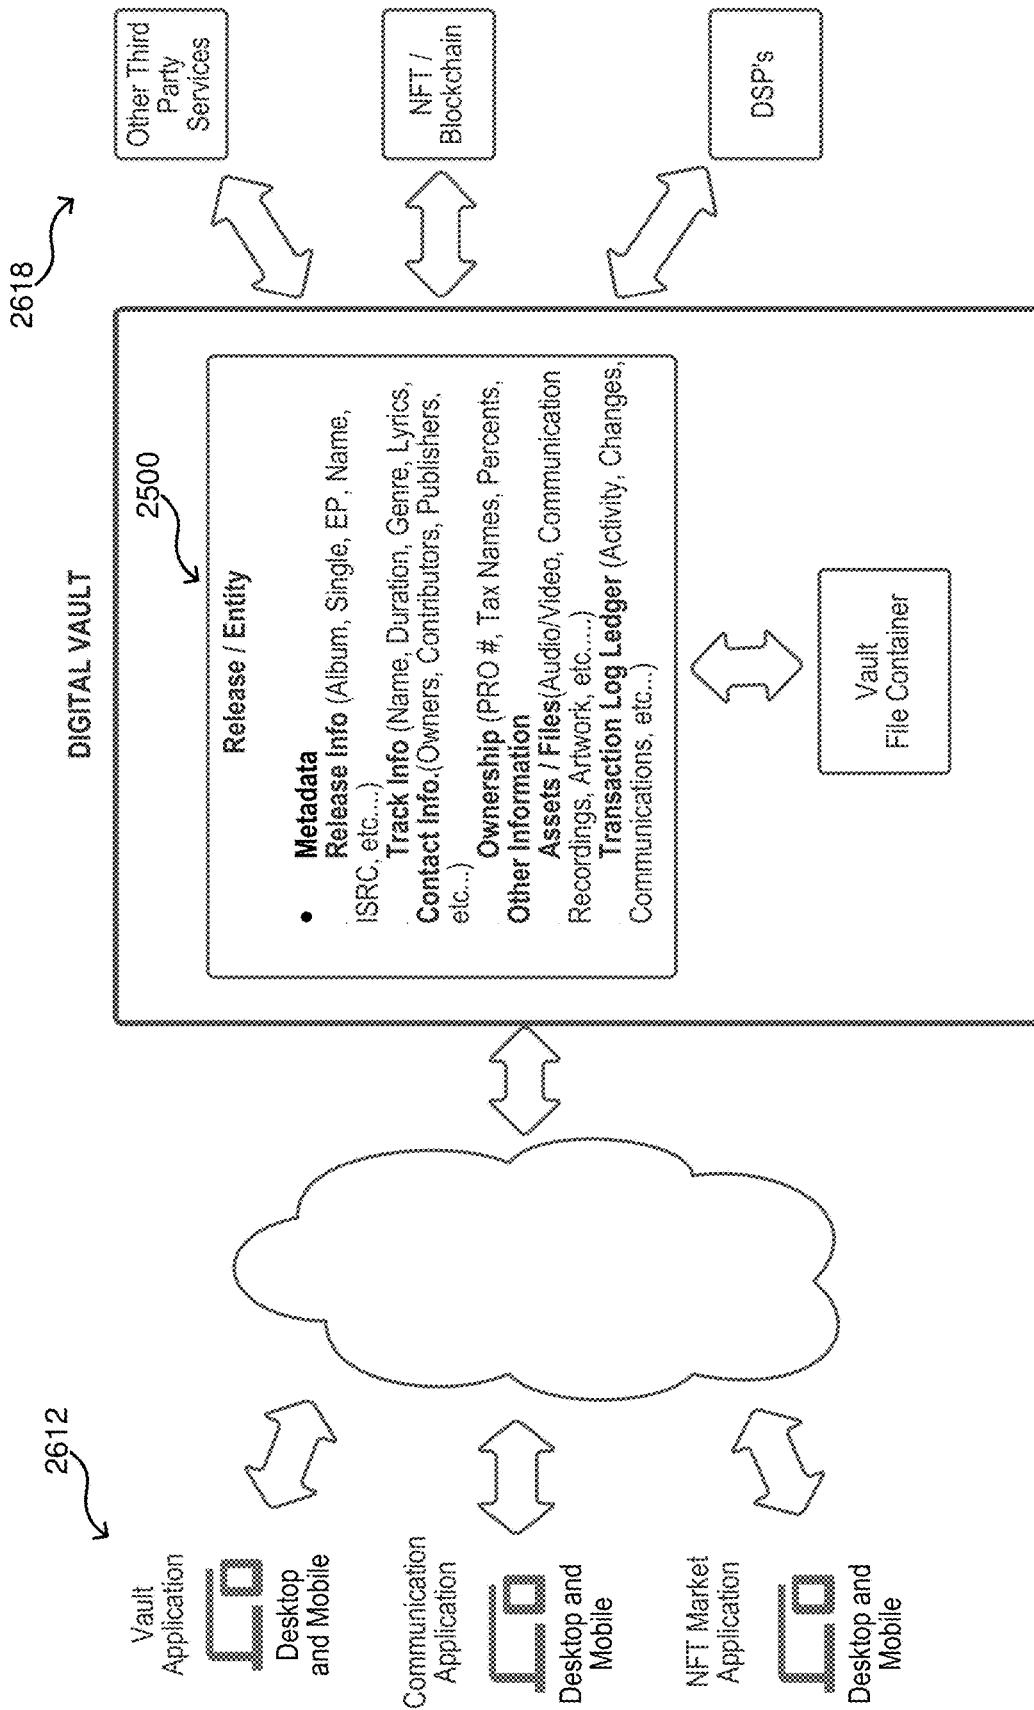 2612
Vault
Application
Desktop
and Mobile
Communication
Application
Desktop and
Mobile
NFT Market
Application
Desktop and
Mobile
DIGITAL VAULT
2500
Release / Entity
• Metadata
Release Info (Album, Single, EP, Name,
ISRC, etc....)
Track Info (Name, Duration, Genre, Lyrics,
Contact Info.(Owners, Contributors, Publishers,
etc...)
Ownership (PRO #, Tax Names, Percents,
Other Information
Assets / Files(Audio/Video, Communication
Recordings, Artwork, etc....)
Transaction Log Ledger (Activity, Changes,
Communications, etc...)
Vault
File Container
2618
Other Third
Party
Services
NFT /
Blockchain
DSP's